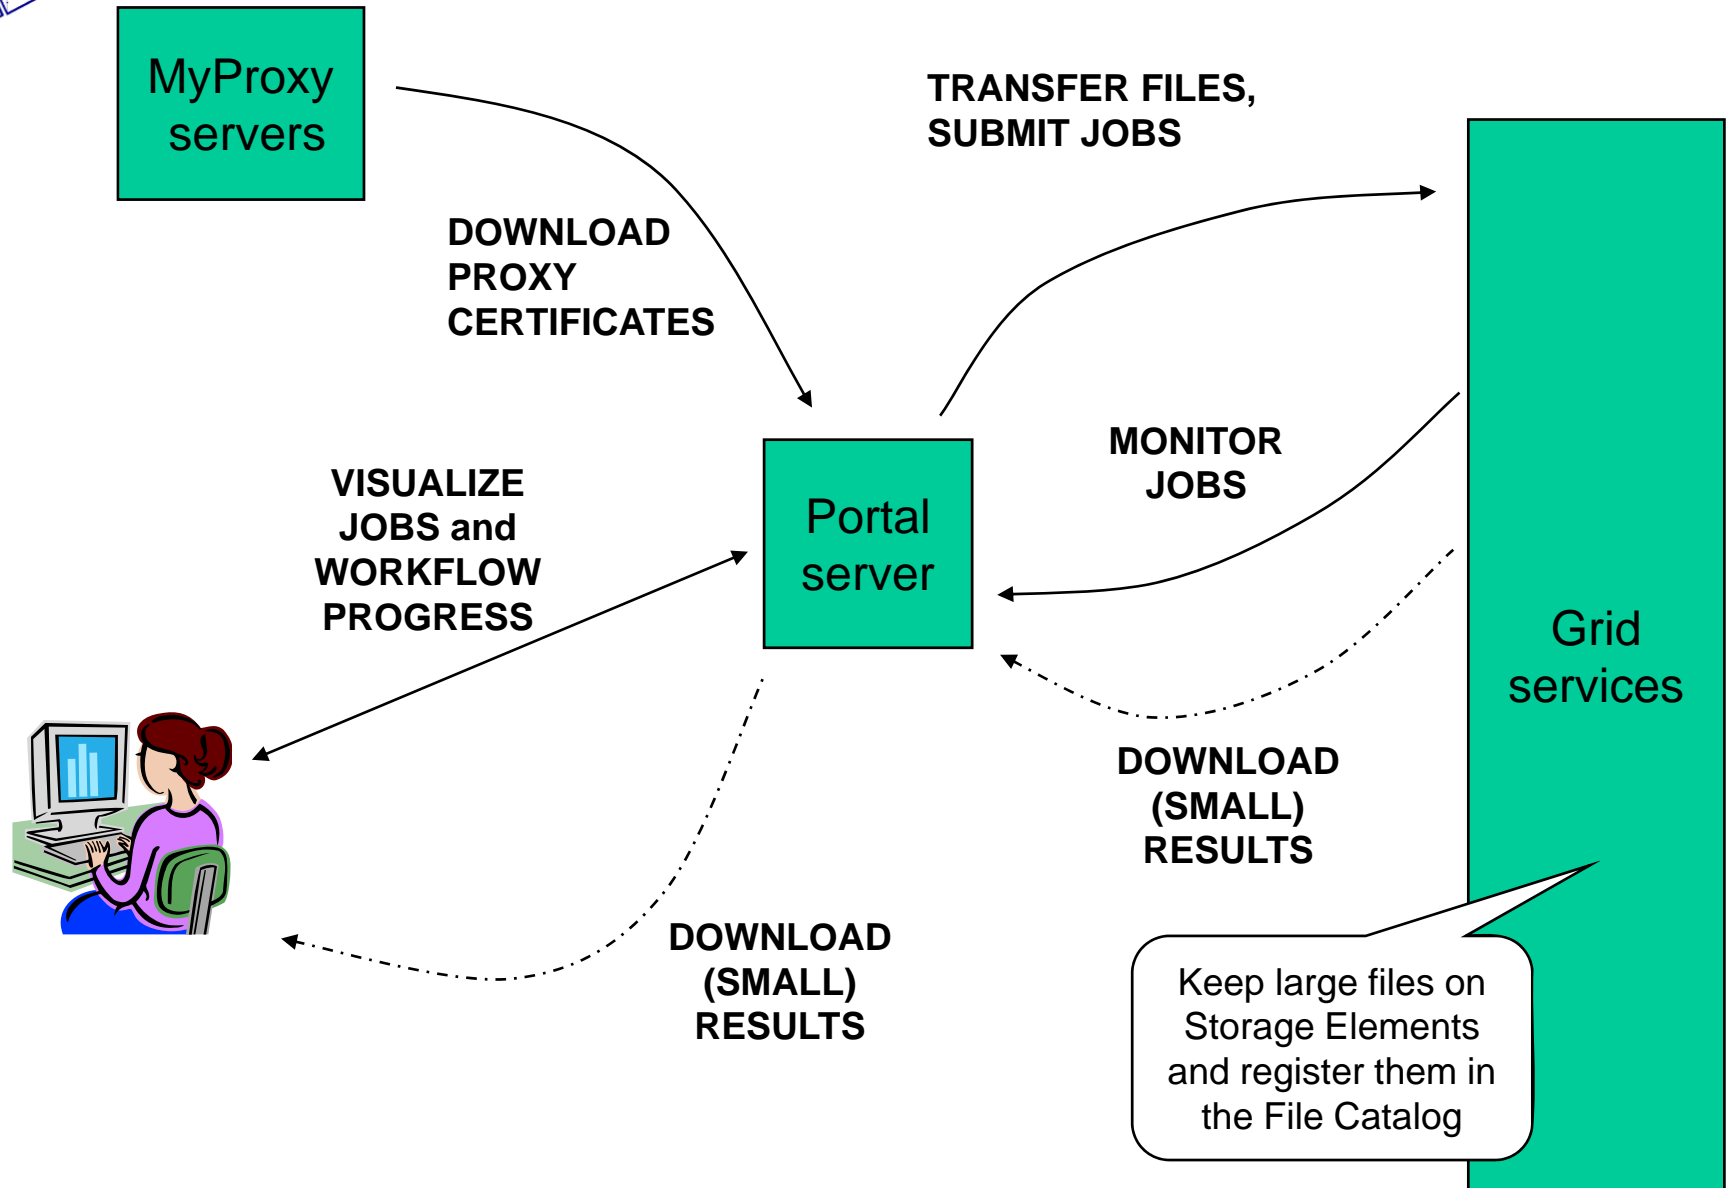 MyProxy
servers
TRANSFER FILES,
SUBMIT JOBS
DOWNLOAD
PROXY
CERTIFICATES
MONITOR
JOBS
VISUALIZE
JOBS and
WORKFLOW
PROGRESS
Portal
server
Grid
services
DOWNLOAD
(SMALL)
RESULTS
DOWNLOAD
(SMALL)
RESULTS
Keep large files on
Storage Elements
and register them in
the File Catalog